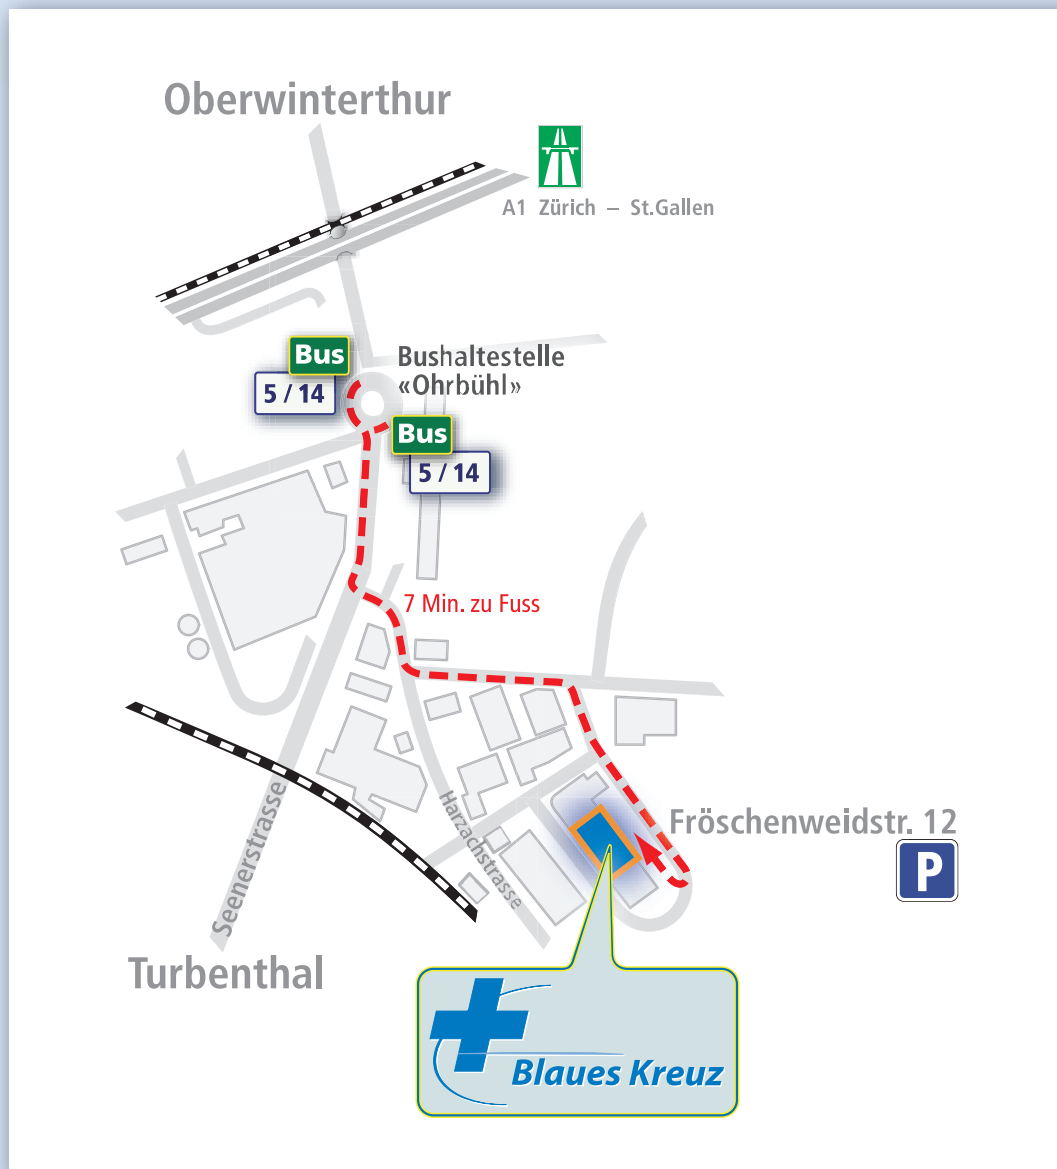 Oberwinterthur
A1 Zürich – St.Gallen
Bus
5 / 14
Bushaltestelle
«Ohrbühl»
Bus
5 / 14
7 Min. zu Fuss
Fröschenweidstr. 12
P
Harzachstrasse
Seenerstrasse
Turbenthal
Blaues Kreuz